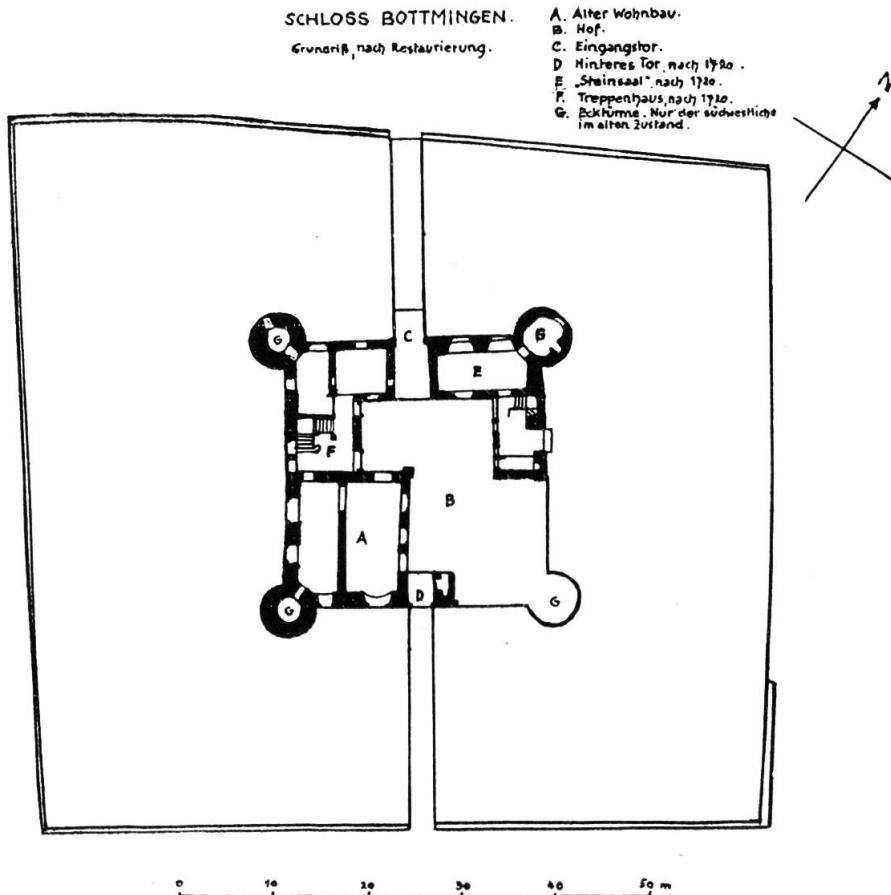 SCHLOSS BOTTMINGEN.
Grundriß, nach Restaurierung.
A. Alter Wohnbau.
B. Hof.
C. Eingangstor.
D Hinteres Tor, nach 1720.
E „Steinsaal“, nach 1720.
F. Treppenhaus, nach 1720.
G. Ecktürme. Nur der südwestliche
im alten Zustand.
N
G
C
G
E
F
B
A
G
D
G
0 10 20 30 40 50 m